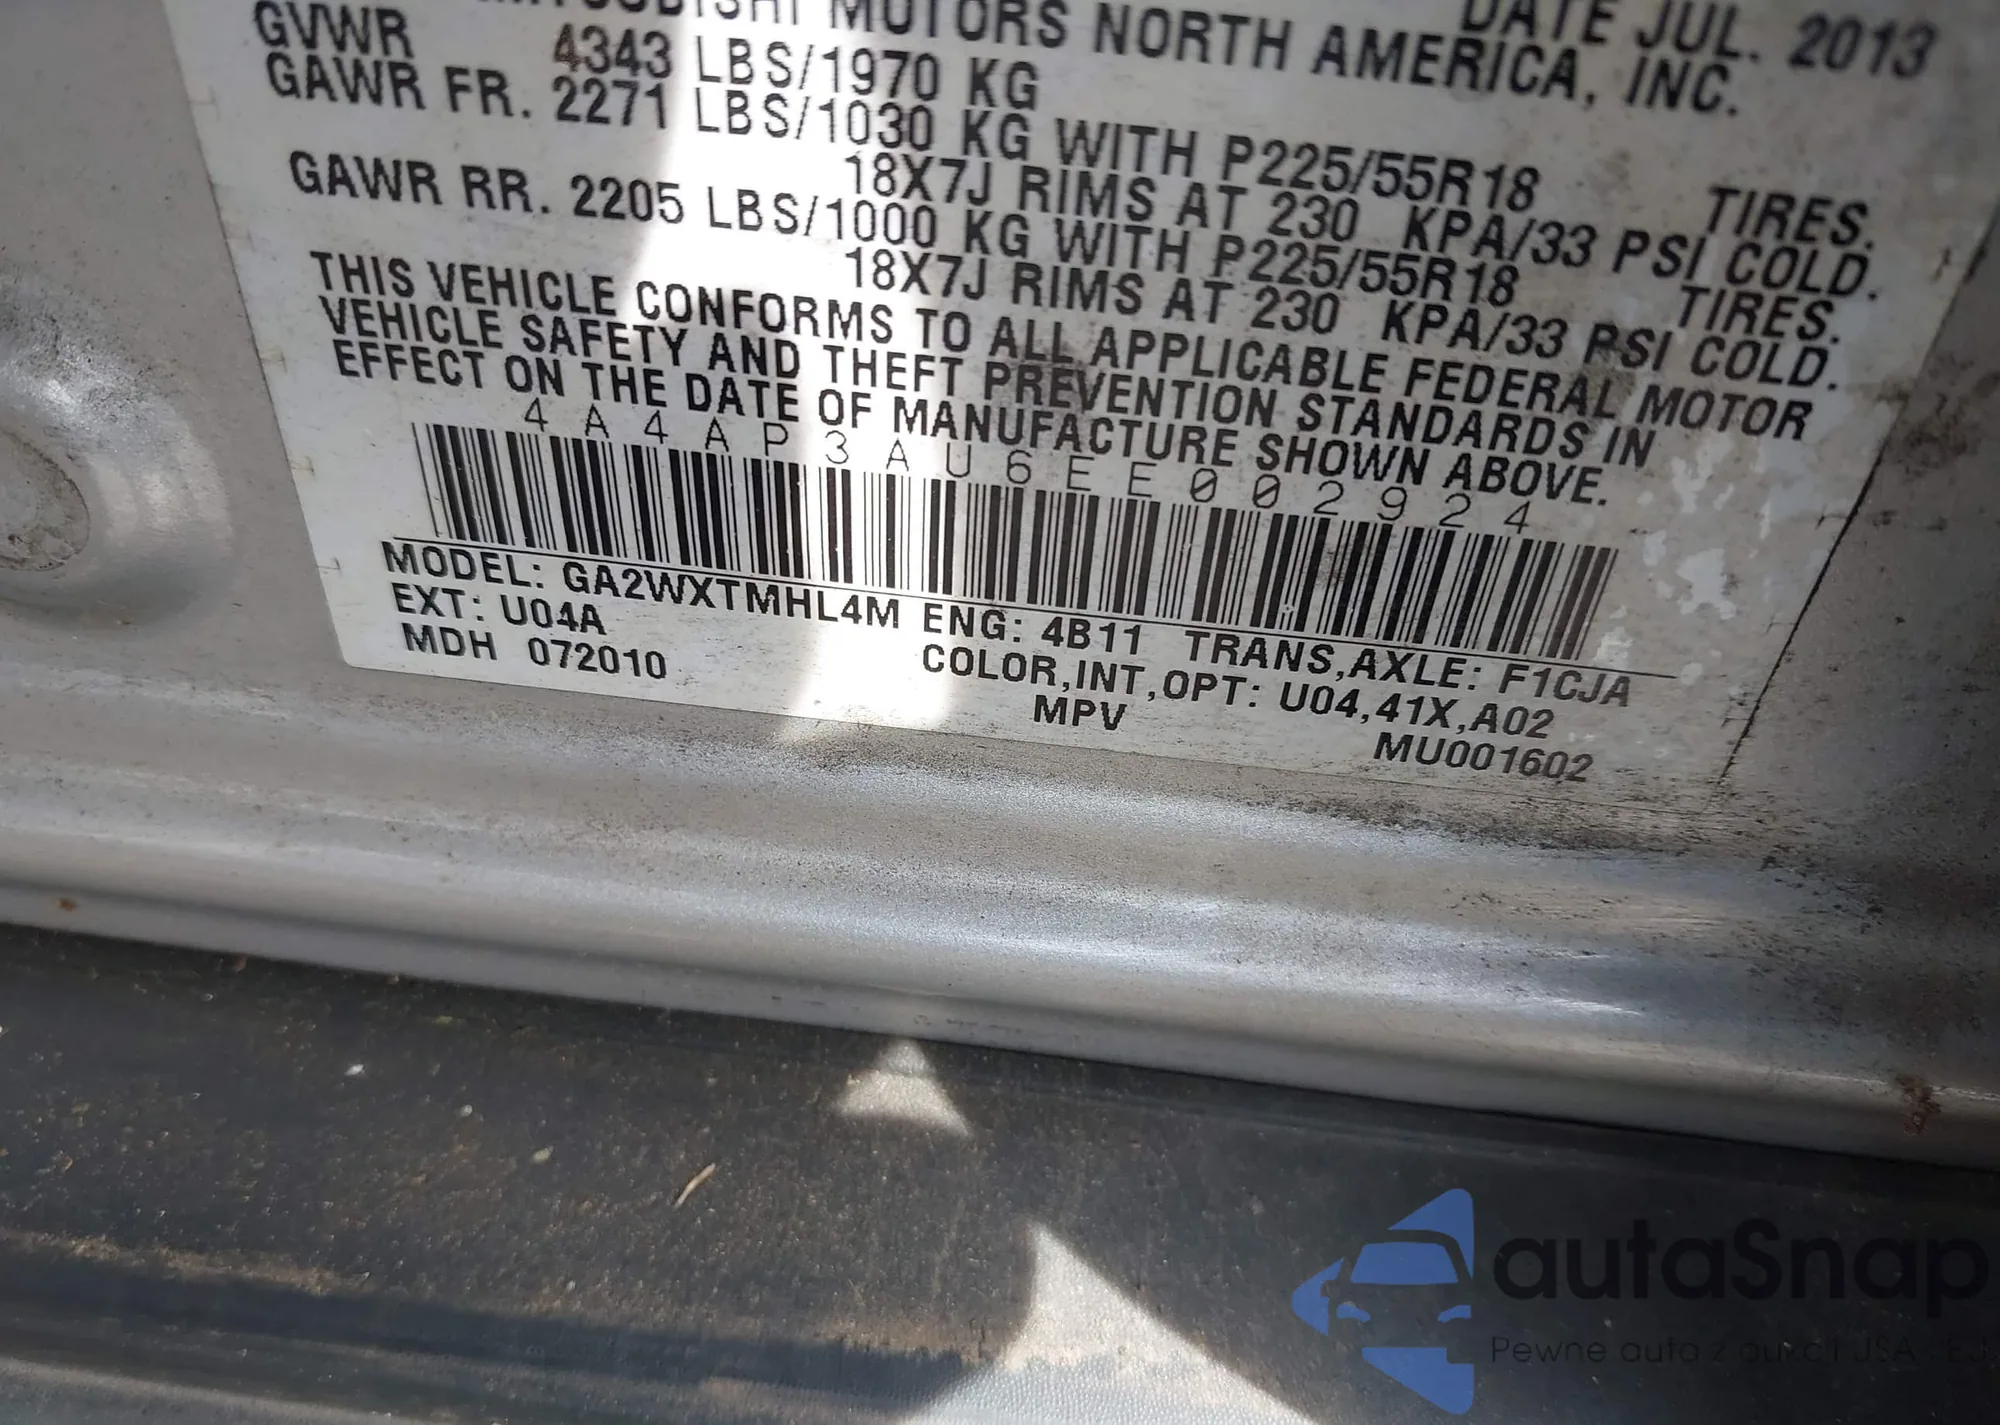 MITSUBISHI MOTORS NORTH AMERICA, INC.
DATE JUL. 2013
GVWR 4343 LBS/1970 KG
GAWR FR. 2271 LBS/1030 KG WITH P225/55R18 TIRES.
18X7J RIMS AT 230 KPA/33 PSI COLD.
GAWR RR. 2205 LBS/1000 KG WITH P225/55R18 TIRES.
18X7J RIMS AT 230 KPA/33 PSI COLD.
THIS VEHICLE CONFORMS TO ALL APPLICABLE FEDERAL MOTOR
VEHICLE SAFETY AND THEFT PREVENTION STANDARDS IN
EFFECT ON THE DATE OF MANUFACTURE SHOWN ABOVE.
4A4AP3AU6EE002924
MODEL: GA2WXTMHL4M ENG: 4B11 TRANS,AXLE: F1CJA
EXT: U04A COLOR,INT,OPT: U04,41X,A02
MDH 072010 MPV MU001602
autaSnap
Pewne auta z aukcji USA